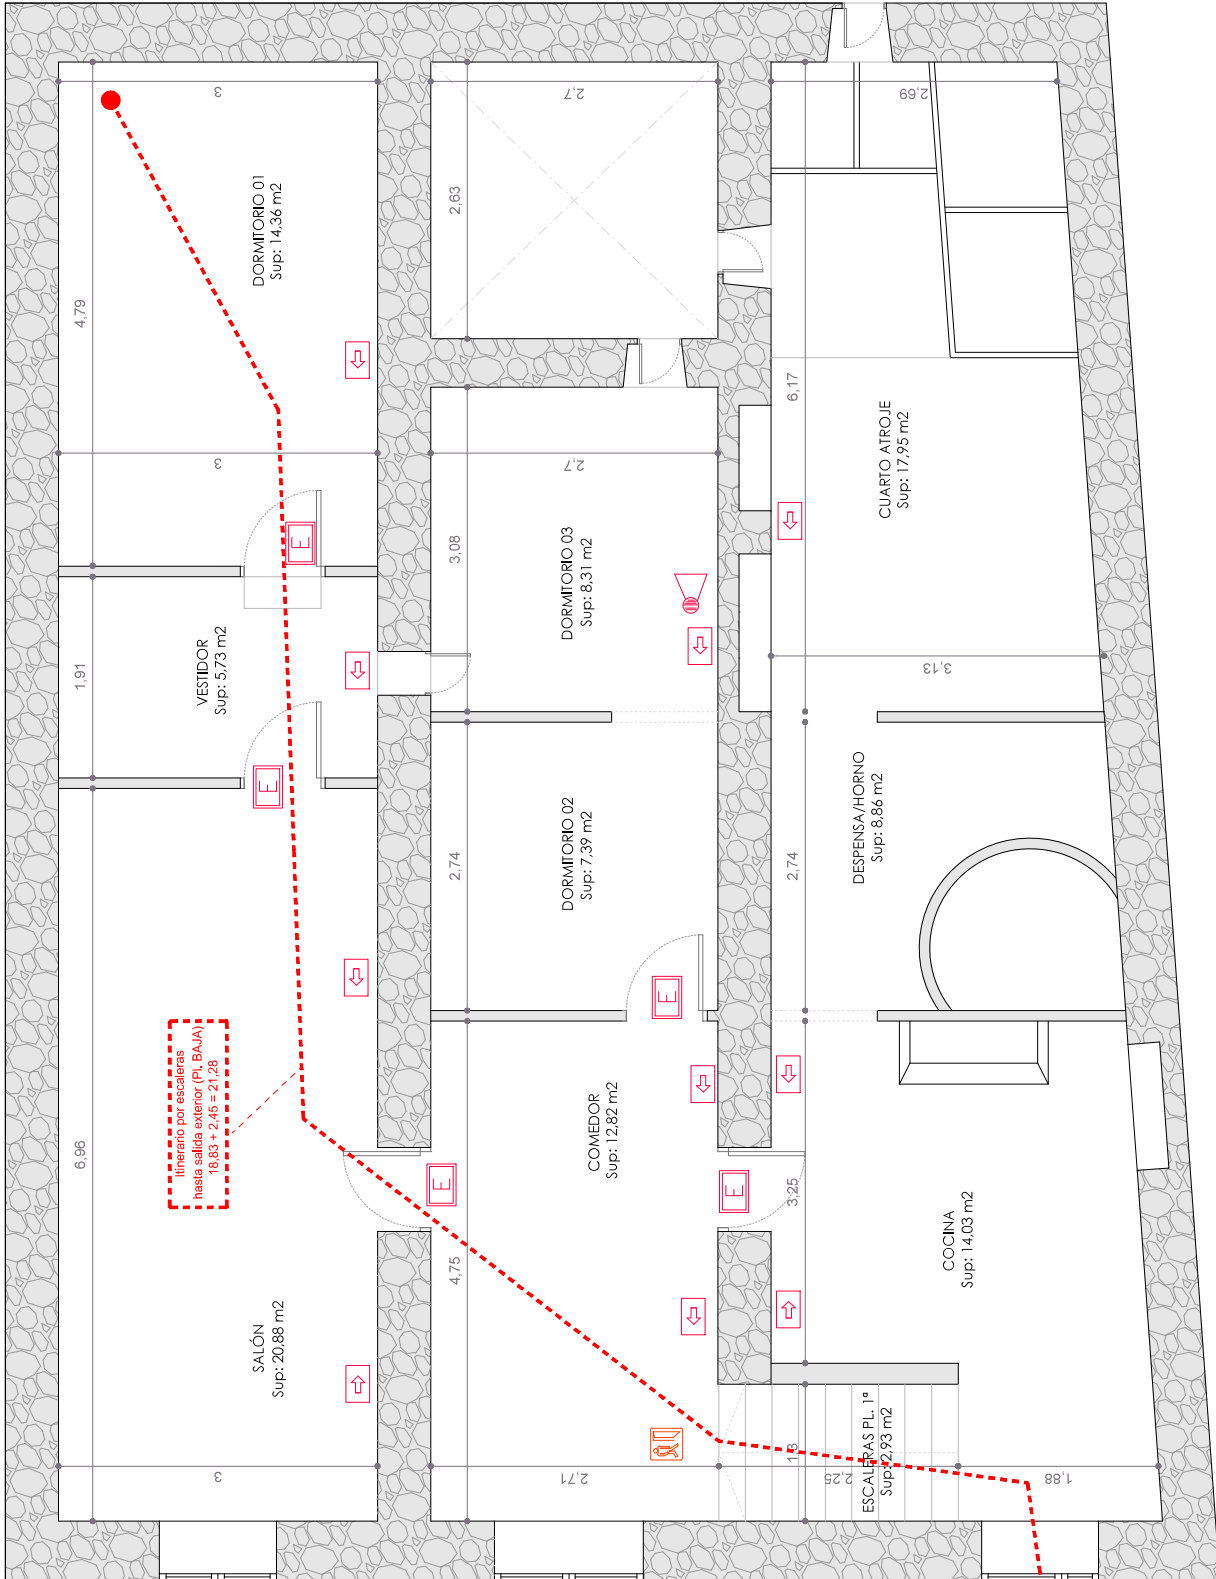 3
2,7
2,69
DORMITORIO 01
Sup: 14,36 m2
4,79
2,63
6,17
3
2,7
CUARTO ATROJE
Sup: 17,95 m2
E
3,08
DORMITORIO 03
Sup: 8,31 m2
VESTIDOR
Sup: 5,73 m2
1,91
3,13
E
DORMITORIO 02
Sup: 7,39 m2
2,74
2,74
DESPENSA/HORNO
Sup: 8,86 m2
E
Itinerario por escaleras
hasta salida exterior (Pl. BAJA)
18,83 + 2,45 = 21,28
6,96
COMEDOR
Sup: 12,82 m2
E
E
3,25
4,75
COCINA
Sup: 14,03 m2
SALÓN
Sup: 20,88 m2
ESCALERAS PL. 1ª
Sup: 2,93 m2
1,3
3
2,71
2,25
1,88